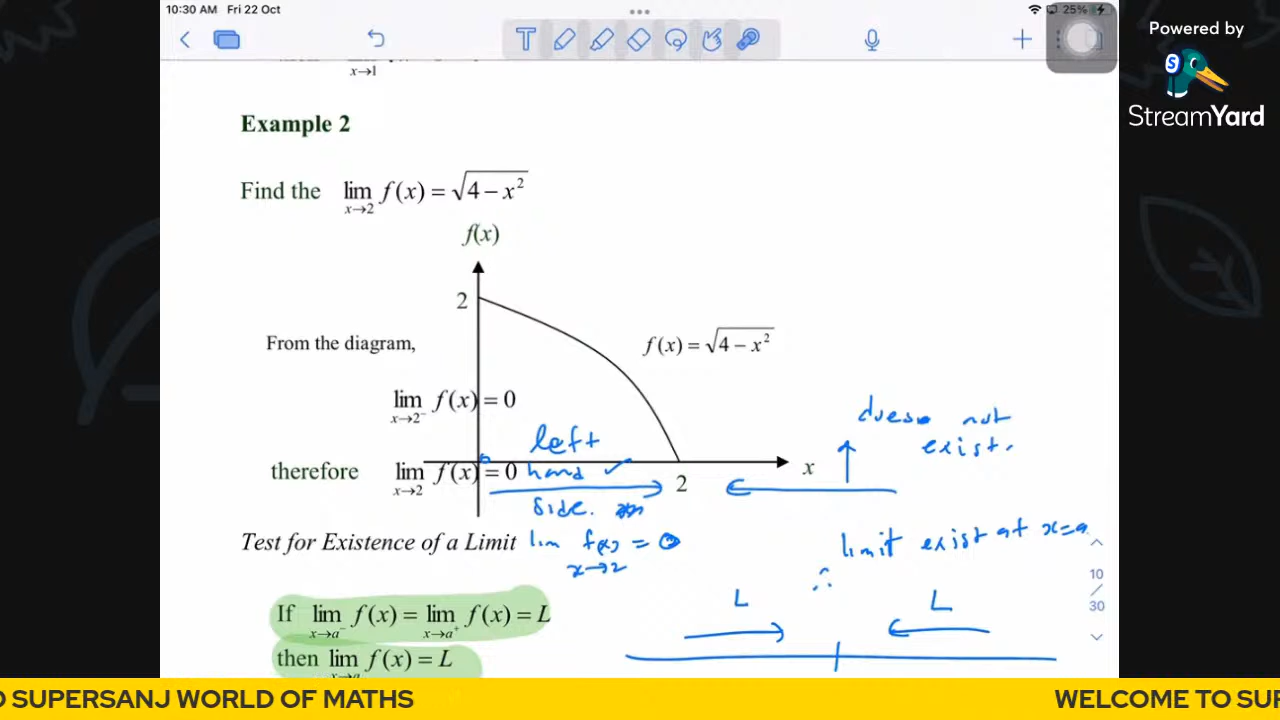 10:30 AM Fri 22 Oct
25%
Powered by
StreamYard
x→1
Example 2
Find the lim x→2 f(x) = √4 − x²
f(x)
2
From the diagram,
f(x) = √4 − x²
lim x→2⁻ f(x) = 0
does not
exist.
left
therefore lim x→2 f(x) = 0 hand
x
2
side.
Test for Existence of a Limit lim x→2 f(x) = 0
limit exist at x=a
∴
10
/
30
L
L
If lim x→a⁻ f(x) = lim x→a⁺ f(x) = L
then lim x→a f(x) = L
O SUPERSANJ WORLD OF MATHS
WELCOME TO SUP